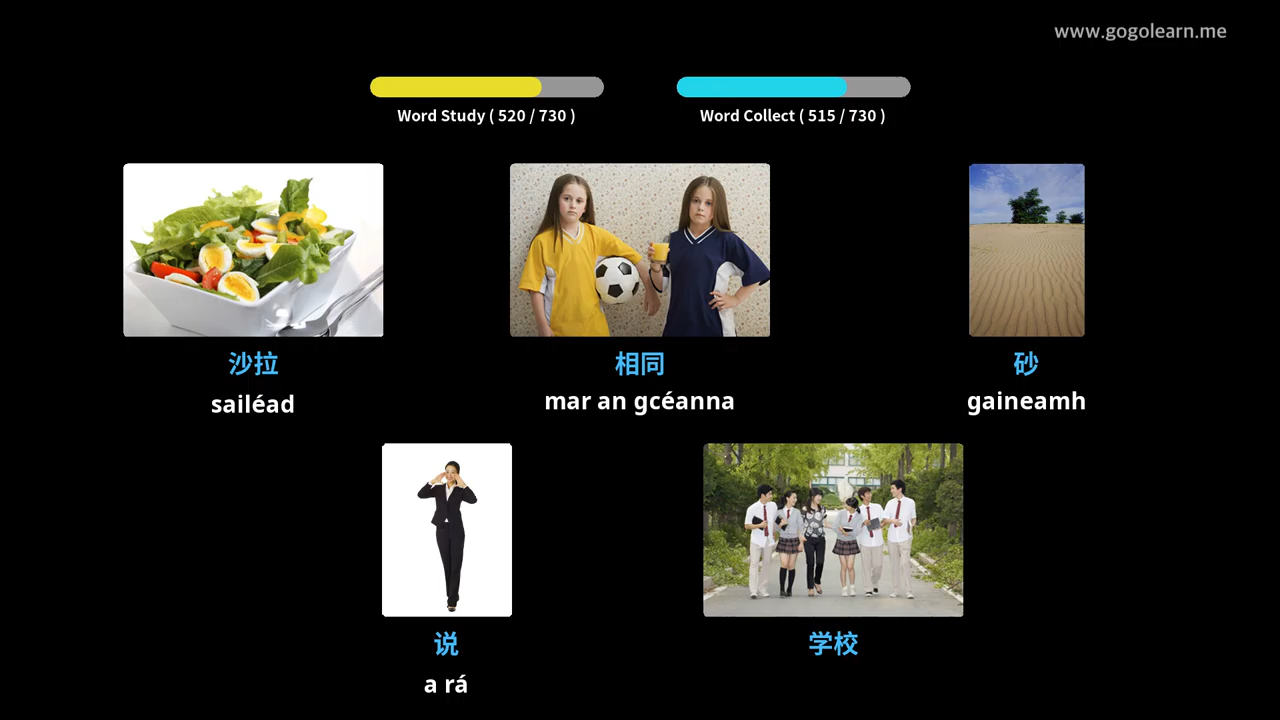 www.gogolearn.me
Word Study ( 520 / 730 )
Word Collect ( 515 / 730 )
沙拉
相同
砂
sailéad
mar an gcéanna
gaineamh
说
学校
a rá